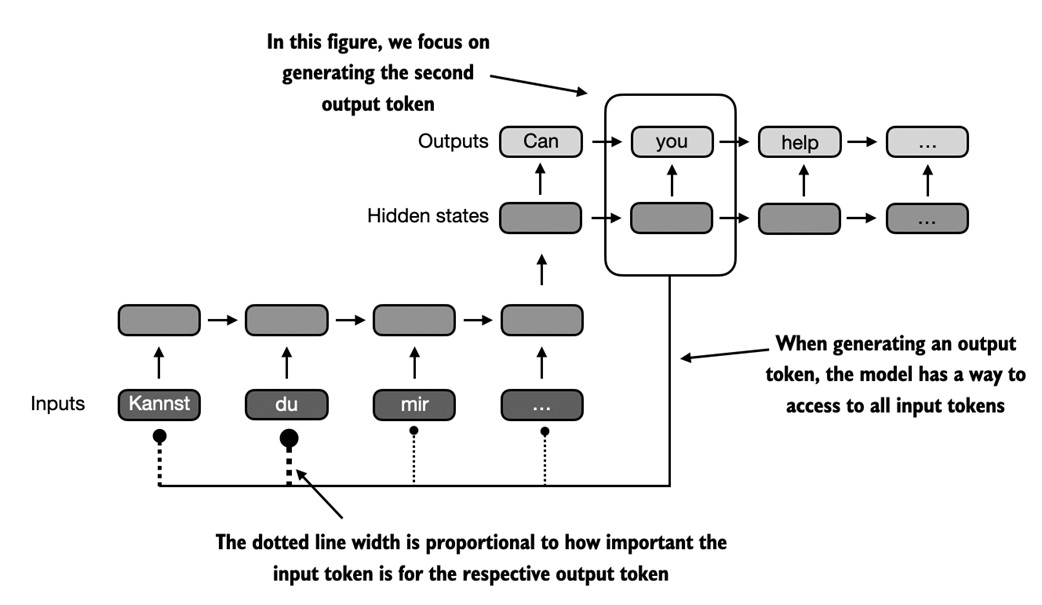 In this figure, we focus on
generating the second
output token
Outputs
Can
you
help
...
Hidden states
...
When generating an output
token, the model has a way to
access to all input tokens
Inputs
Kannst
du
mir
...
The dotted line width is proportional to how important the
input token is for the respective output token